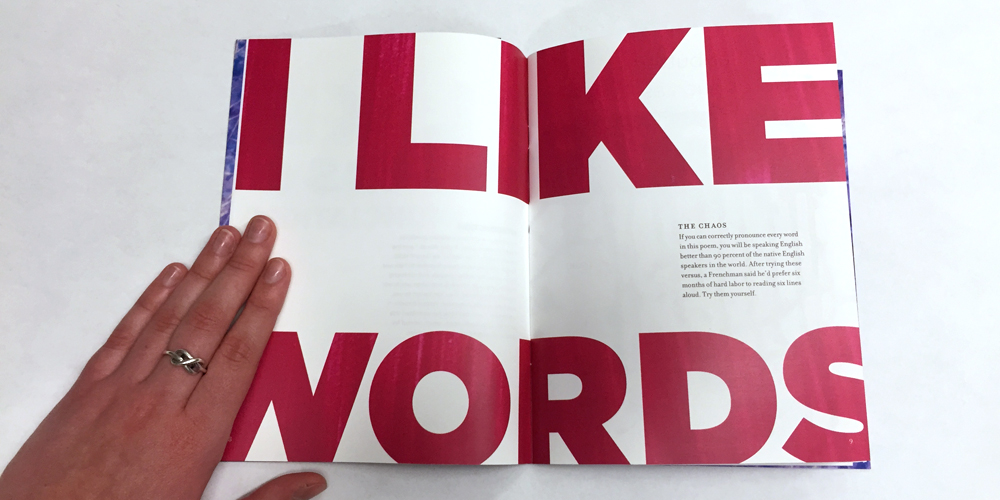 I LIKE
THE CHAOS
If you can correctly pronounce every word
in this poem, you will be speaking English
better than 90 percent of the native English
speakers in the world. After trying these
versus, a Frenchman said he'd prefer six
months of hard labor to reading six lines
aloud. Try them yourself.
WORDS
9